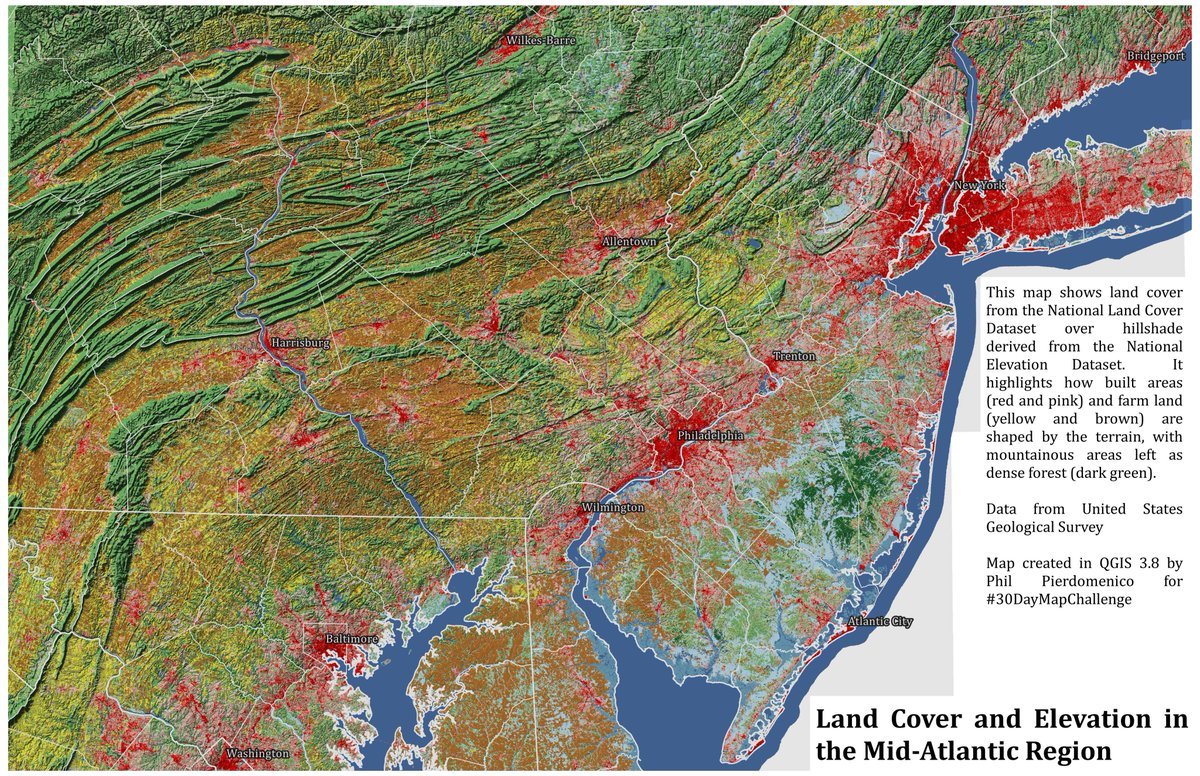 Wilkes-Barre
Bridgeport
New York
Allentown
Harrisburg
Trenton
Philadelphia
Wilmington
Atlantic City
Baltimore
Washington
This map shows land cover
from the National Land Cover
Dataset over hillshade
derived from the National
Elevation Dataset. It
highlights how built areas
(red and pink) and farm land
(yellow and brown) are
shaped by the terrain, with
mountainous areas left as
dense forest (dark green).
Data from United States
Geological Survey
Map created in QGIS 3.8 by
Phil Pierdomenico for
#30DayMapChallenge
Land Cover and Elevation in
the Mid-Atlantic Region